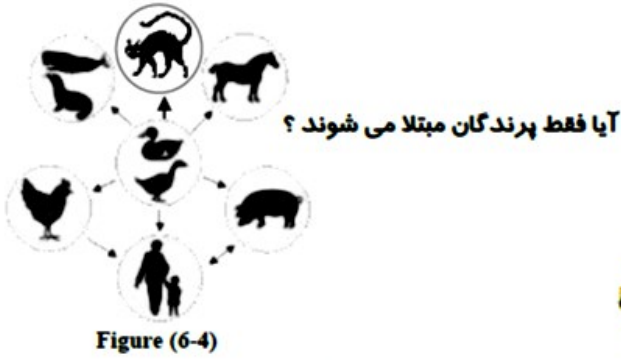 آیا فقط پرندگان مبتلا می شوند ؟
Figure (6-4)